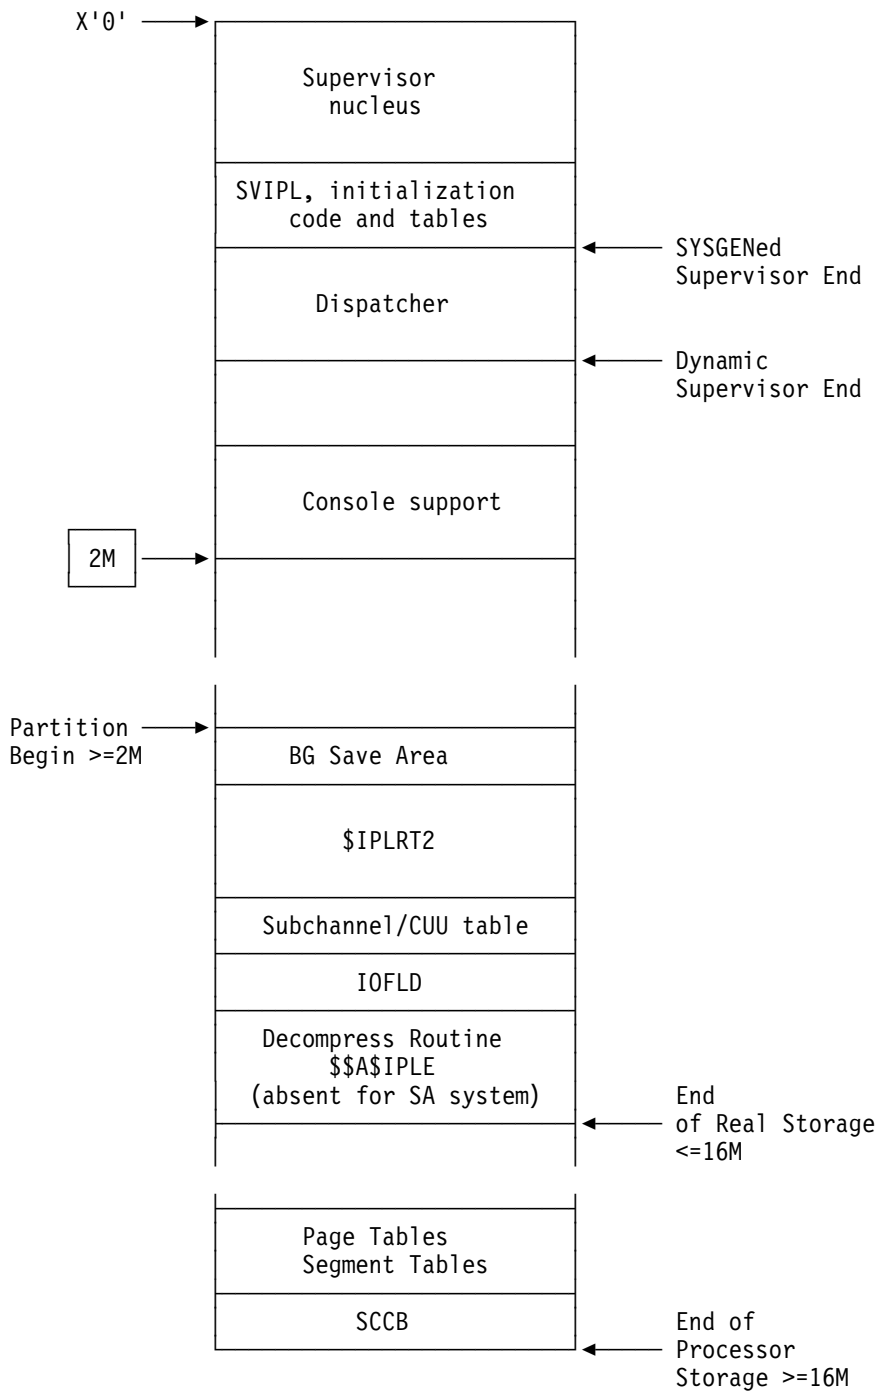 X'0'
Supervisor
nucleus
SVIPL, initialization
code and tables
SYSGENed
Supervisor End
Dispatcher
Dynamic
Supervisor End
Console support
2M
Partition
Begin >=2M
BG Save Area
$IPLRT2
Subchannel/CUU table
IOFLD
Decompress Routine
$$A$IPLE
(absent for SA system)
End
of Real Storage
<=16M
Page Tables
Segment Tables
SCCB
End of
Processor
Storage >=16M